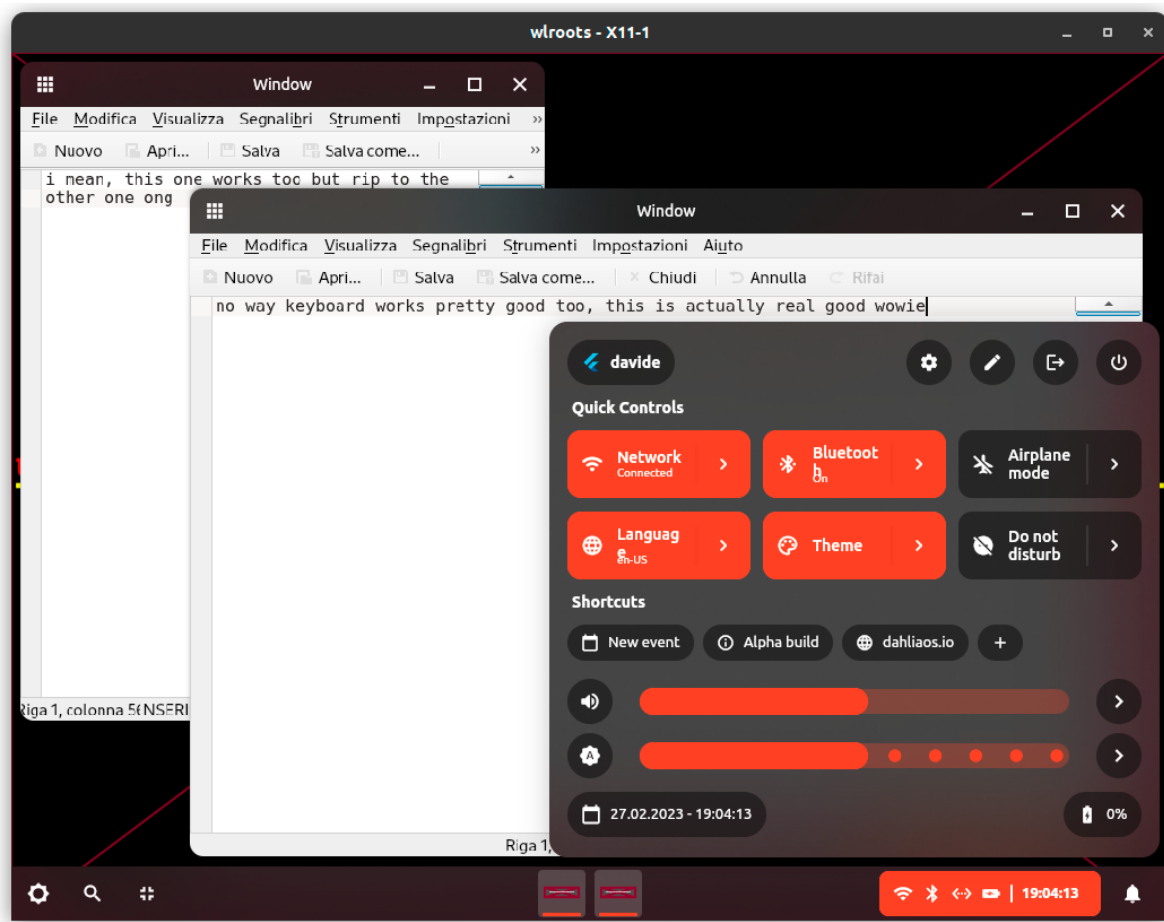 wlroots - X11-1
Window
File Modifica Visualizza Segnalibri Strumenti Impostazioni »
Nuovo Apri... Salva Salva come... »
i mean, this one works too but rip to the
other one ong
Riga 1, colonna 56 NSERI
Window
File Modifica Visualizza Segnalibri Strumenti Impostazioni Aiuto
Nuovo Apri... Salva Salva come... Chiudi Annulla Rifai
no way keyboard works pretty good too, this is actually real good wowie
Riga 1,
davide
Quick Controls
Network
Connected
Bluetoot
h
On
Airplane
mode
Languag
e
en-US
Theme
Do not
disturb
Shortcuts
New event
Alpha build
dahliaos.io
+
A
27.02.2023 - 19:04:13
0%
19:04:13